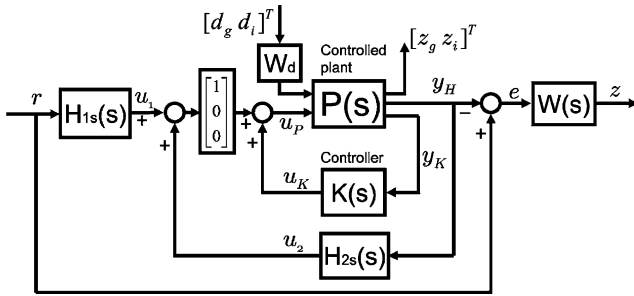 [d_g d_i]^T
[z_g z_i]^T
W_d
Controlled
plant
P(s)
r
H_1s(s)
u_1
+
+
[1 0 0]
+
+
u_P
y_H
−
+
e
W(s)
z
y_K
Controller
K(s)
u_K
u_2
H_2s(s)